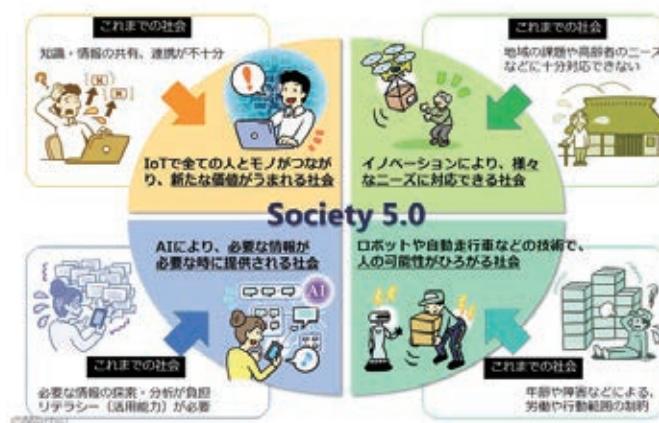 これまでの社会
知識・情報の共有、連携が不十分
IoTで全ての人とモノがつなが
り、新たな価値がうまれる社会
これまでの社会
地域の課題や高齢者のニーズ
などに十分対応できない
イノベーションにより、様々
なニーズに対応できる社会
Society 5.0
AIにより、必要な情報が
必要な時に提供される社会
AI
これまでの社会
必要な情報の探索・分析が負担
リテラシー（活用能力）が必要
ロボットや自動走行車などの技術で、
人の可能性がひろがる社会
これまでの社会
年齢や障害などによる、
労働や行動範囲の制約